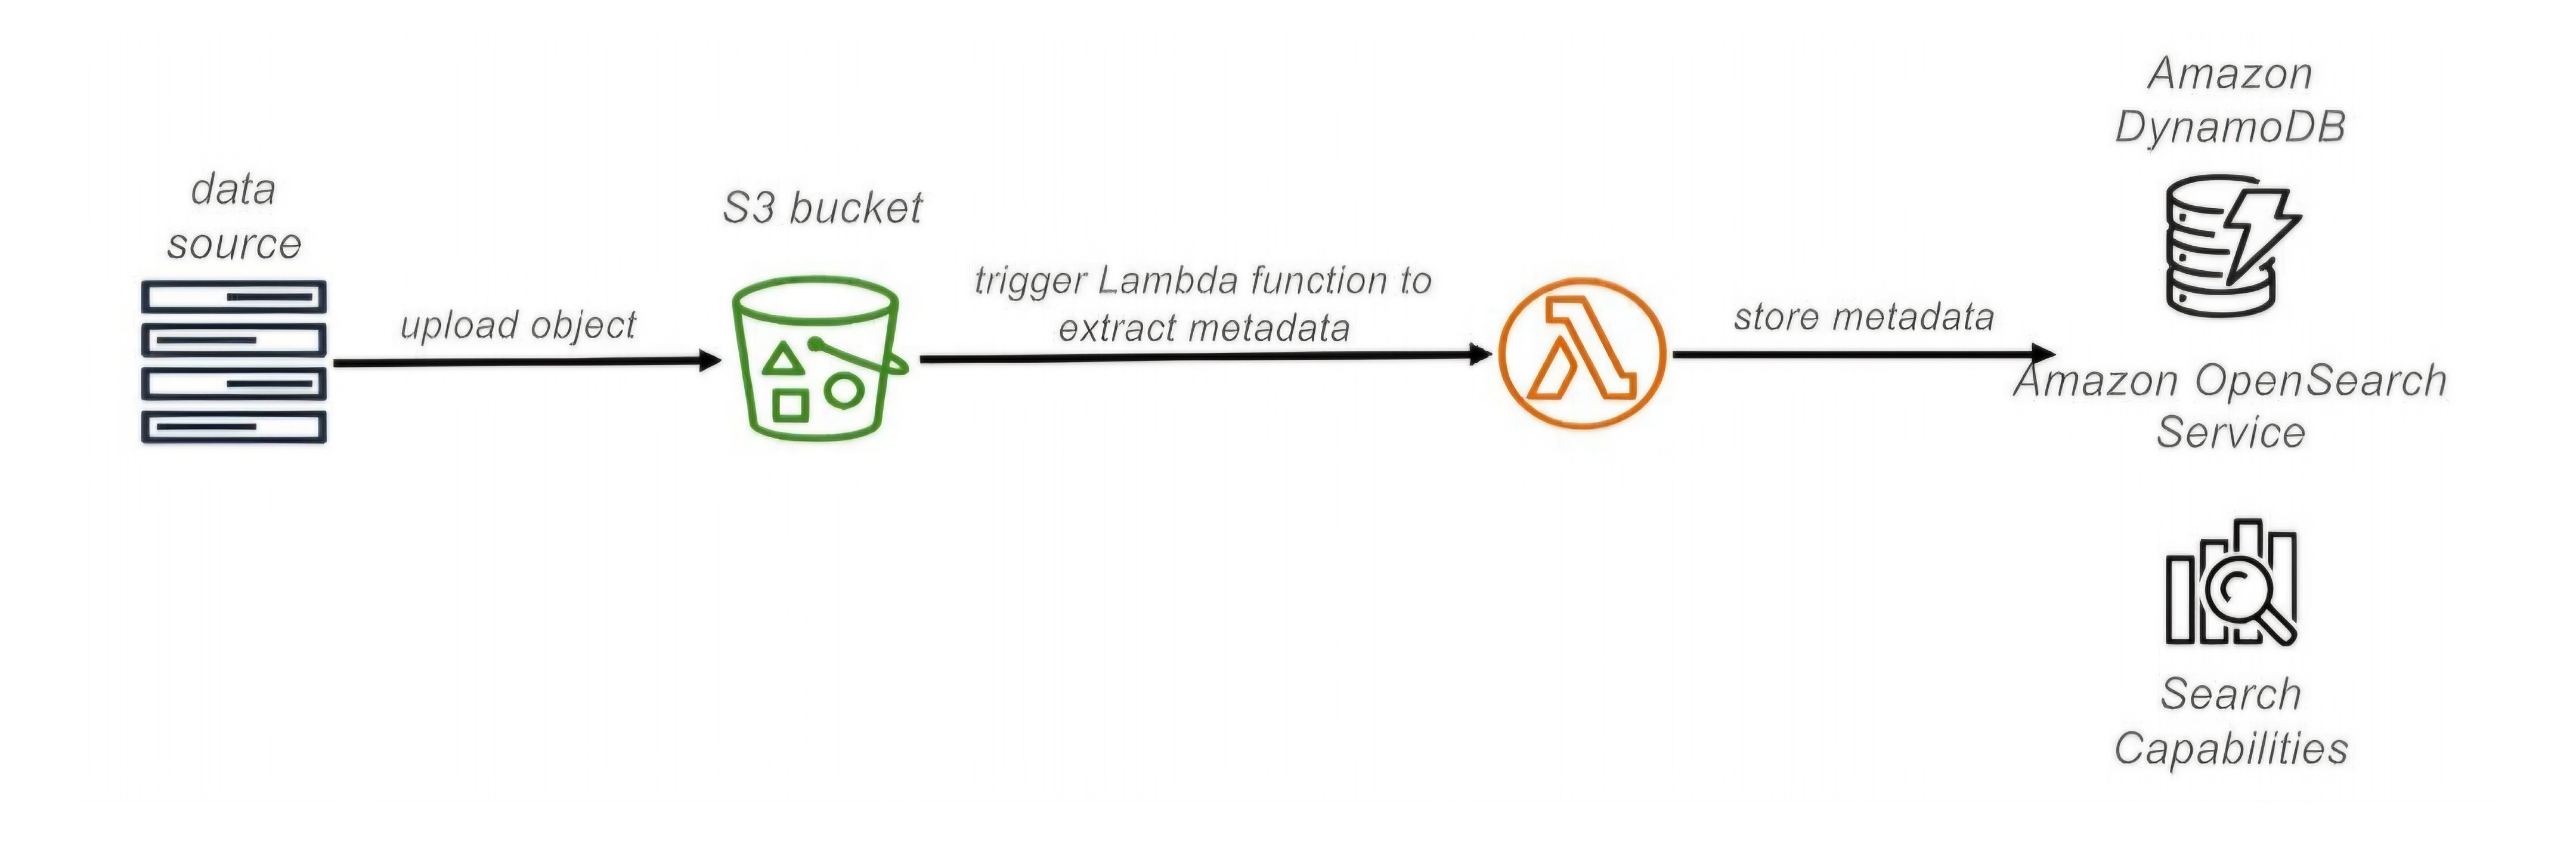 data
source
upload object
S3 bucket
trigger Lambda function to
extract metadata
store metadata
Amazon
DynamoDB
Amazon OpenSearch
Service
Search
Capabilities